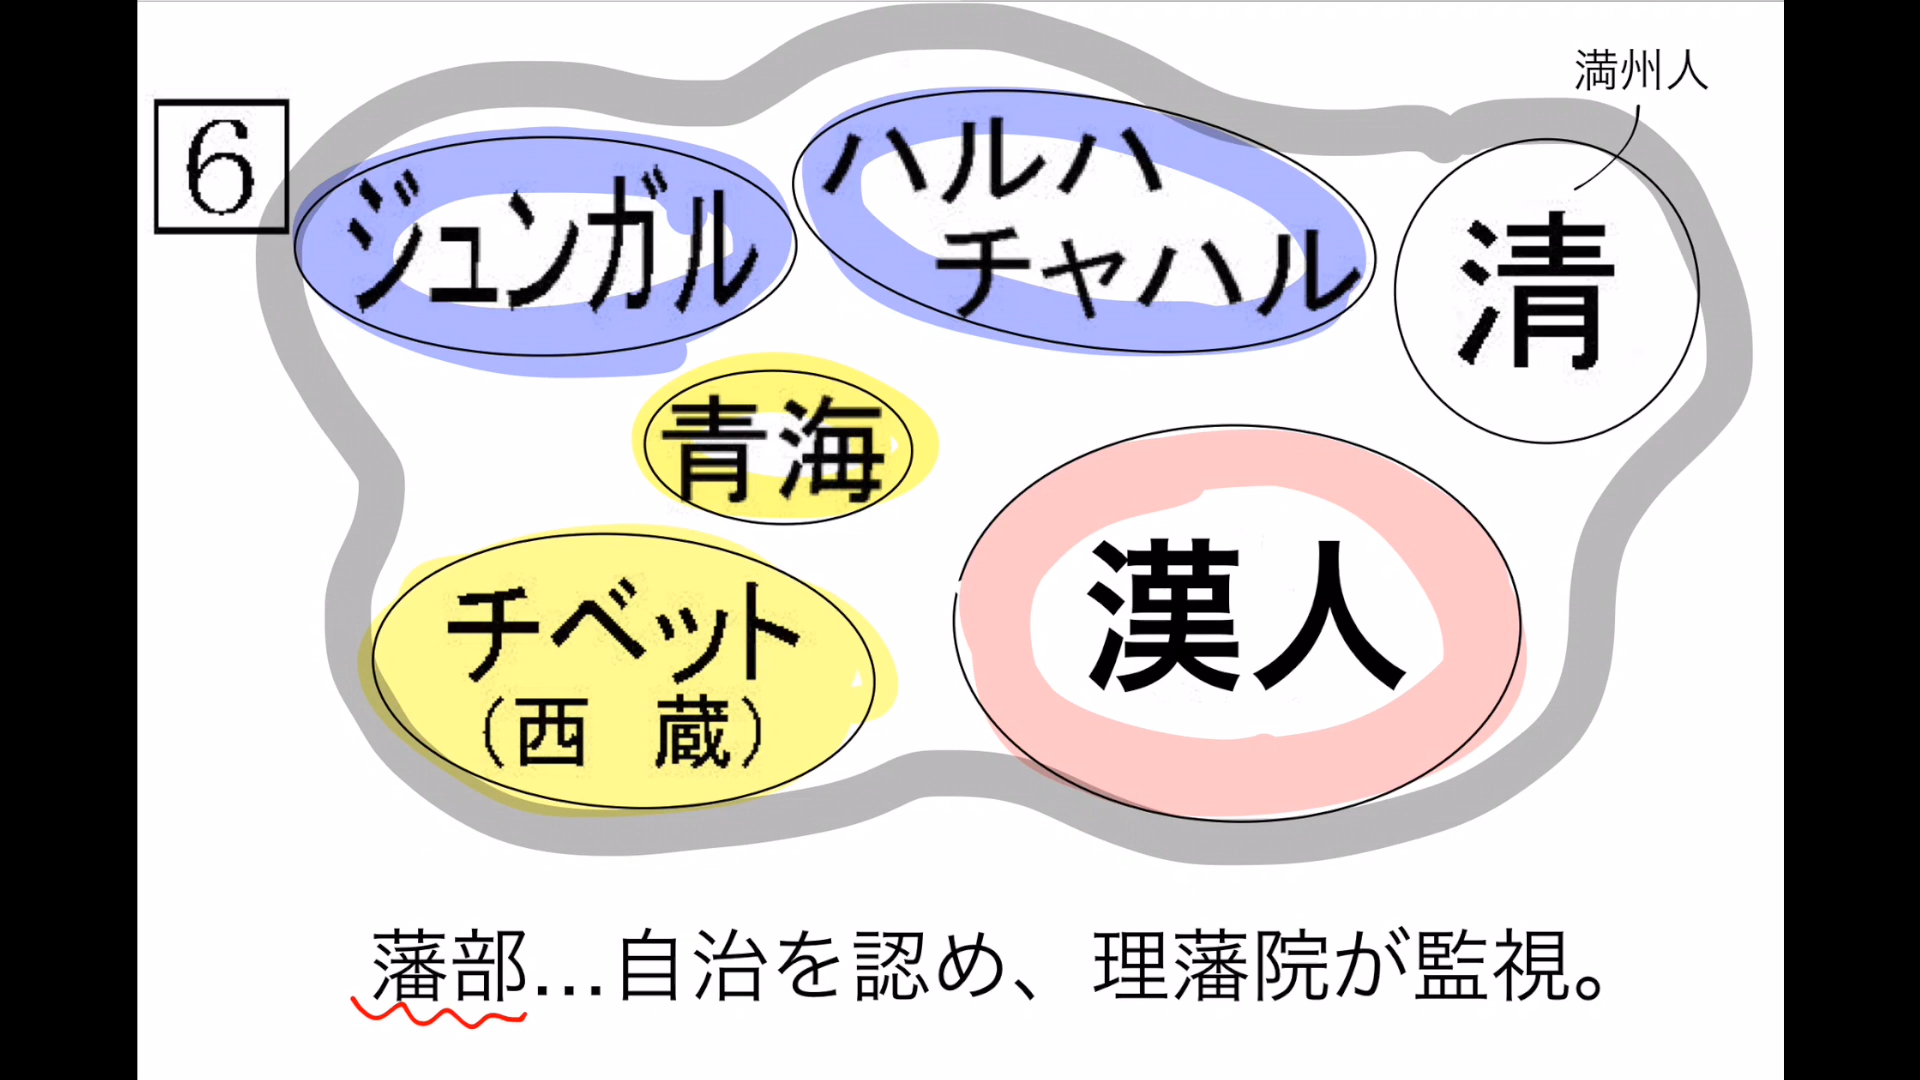 6
満州人
ジュンガル
ハルハ
チャハル
清
青海
チベット
(西 蔵)
漢人
藩部…自治を認め、理藩院が監視。